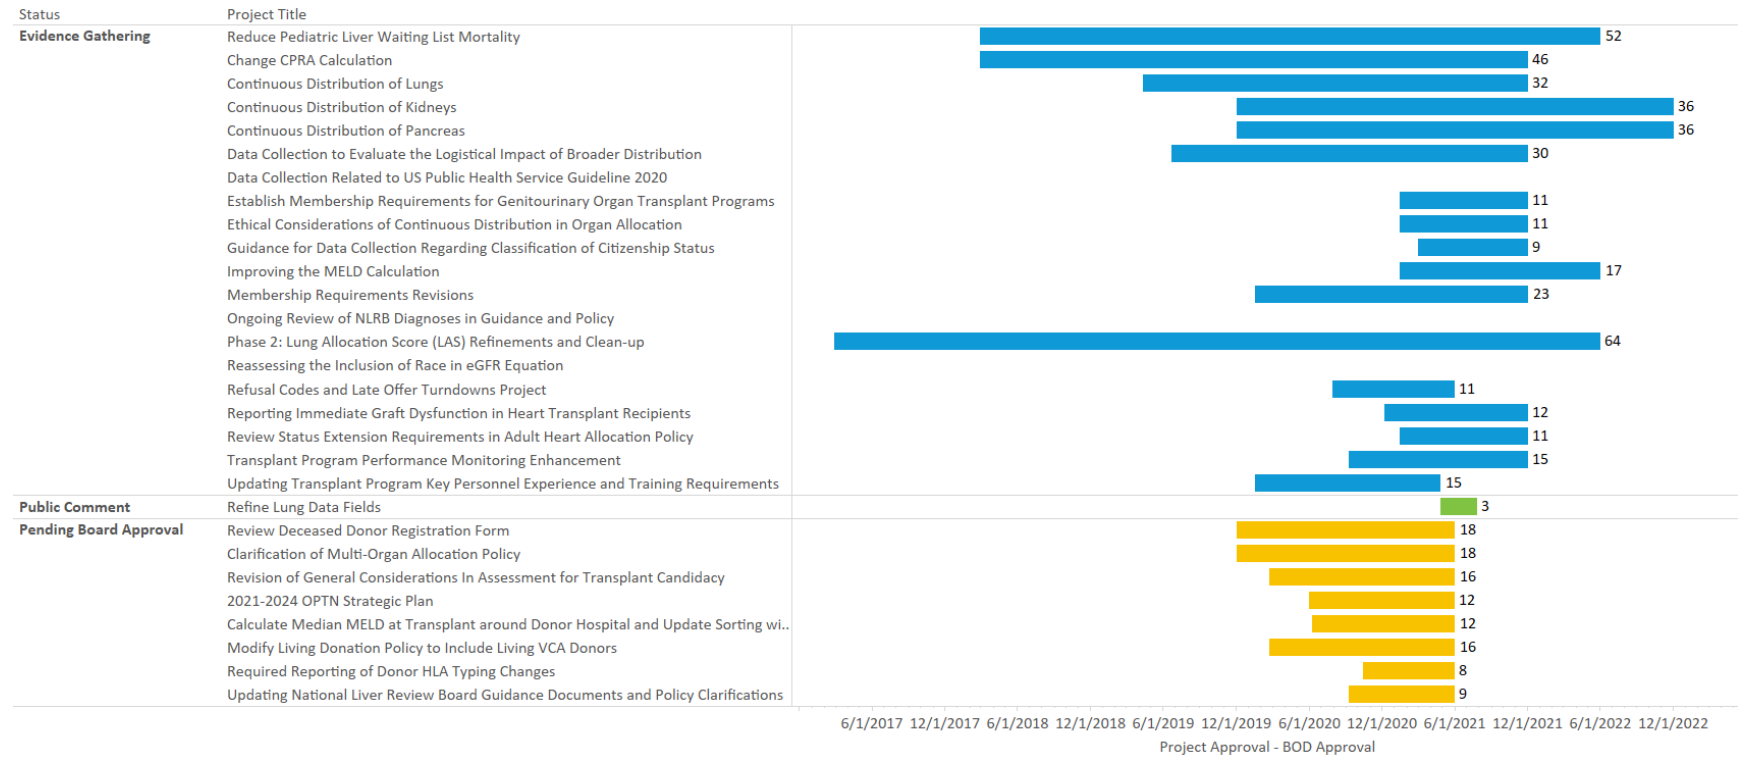 Status Project Title
Evidence Gathering Reduce Pediatric Liver Waiting List Mortality 52
Change CPRA Calculation 46
Continuous Distribution of Lungs 32
Continuous Distribution of Kidneys 36
Continuous Distribution of Pancreas 36
Data Collection to Evaluate the Logistical Impact of Broader Distribution 30
Data Collection Related to US Public Health Service Guideline 2020
Establish Membership Requirements for Genitourinary Organ Transplant Programs 11
Ethical Considerations of Continuous Distribution in Organ Allocation 11
Guidance for Data Collection Regarding Classification of Citizenship Status 9
Improving the MELD Calculation 17
Membership Requirements Revisions 23
Ongoing Review of NLRB Diagnoses in Guidance and Policy
Phase 2: Lung Allocation Score (LAS) Refinements and Clean-up 64
Reassessing the Inclusion of Race in eGFR Equation
Refusal Codes and Late Offer Turndowns Project 11
Reporting Immediate Graft Dysfunction in Heart Transplant Recipients 12
Review Status Extension Requirements in Adult Heart Allocation Policy 11
Transplant Program Performance Monitoring Enhancement 15
Updating Transplant Program Key Personnel Experience and Training Requirements 15
Public Comment Refine Lung Data Fields 3
Pending Board Approval Review Deceased Donor Registration Form 18
Clarification of Multi-Organ Allocation Policy 18
Revision of General Considerations In Assessment for Transplant Candidacy 16
2021-2024 OPTN Strategic Plan 12
Calculate Median MELD at Transplant around Donor Hospital and Update Sorting wi.. 12
Modify Living Donation Policy to Include Living VCA Donors 16
Required Reporting of Donor HLA Typing Changes 8
Updating National Liver Review Board Guidance Documents and Policy Clarifications 9
6/1/2017 12/1/2017 6/1/2018 12/1/2018 6/1/2019 12/1/2019 6/1/2020 12/1/2020 6/1/2021 12/1/2021 6/1/2022 12/1/2022
Project Approval - BOD Approval